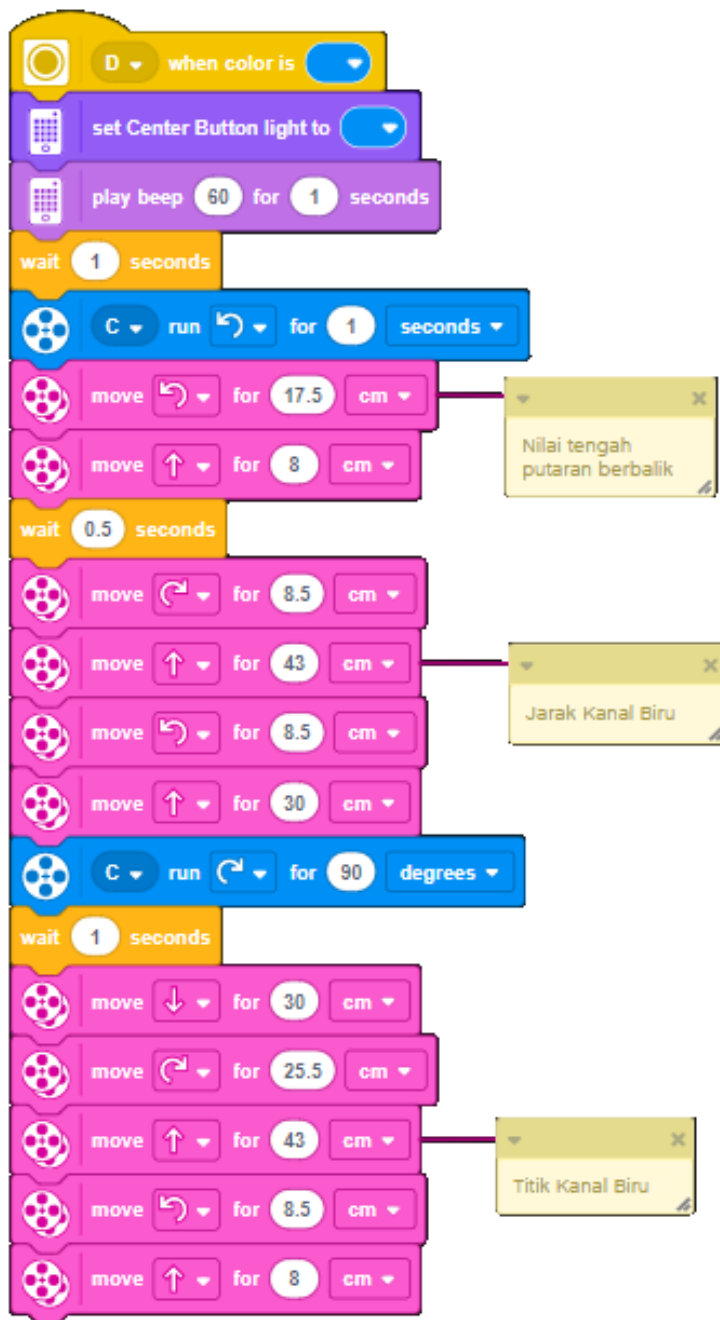 D when color is
set Center Button light to
play beep 60 for 1 seconds
wait 1 seconds
C run for 1 seconds
move for 17.5 cm
Nilai tengah
putaran berbalik
move for 8 cm
wait 0.5 seconds
move for 8.5 cm
move for 43 cm
Jarak Kanal Biru
move for 8.5 cm
move for 30 cm
C run for 90 degrees
wait 1 seconds
move for 30 cm
move for 25.5 cm
move for 43 cm
Titik Kanal Biru
move for 8.5 cm
move for 8 cm